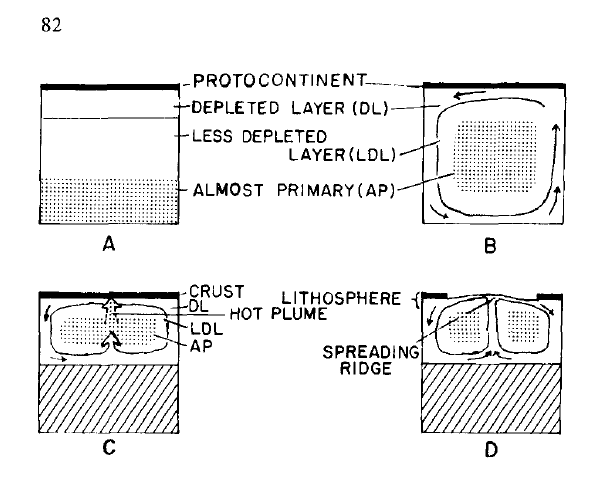 82
PROTOCONTINENT
DEPLETED LAYER (DL)
LESS DEPLETED
LAYER (LDL)
ALMOST PRIMARY (AP)
A
B
CRUST
DL
HOT PLUME
LDL
AP
LITHOSPHERE
SPREADING
RIDGE
C
D